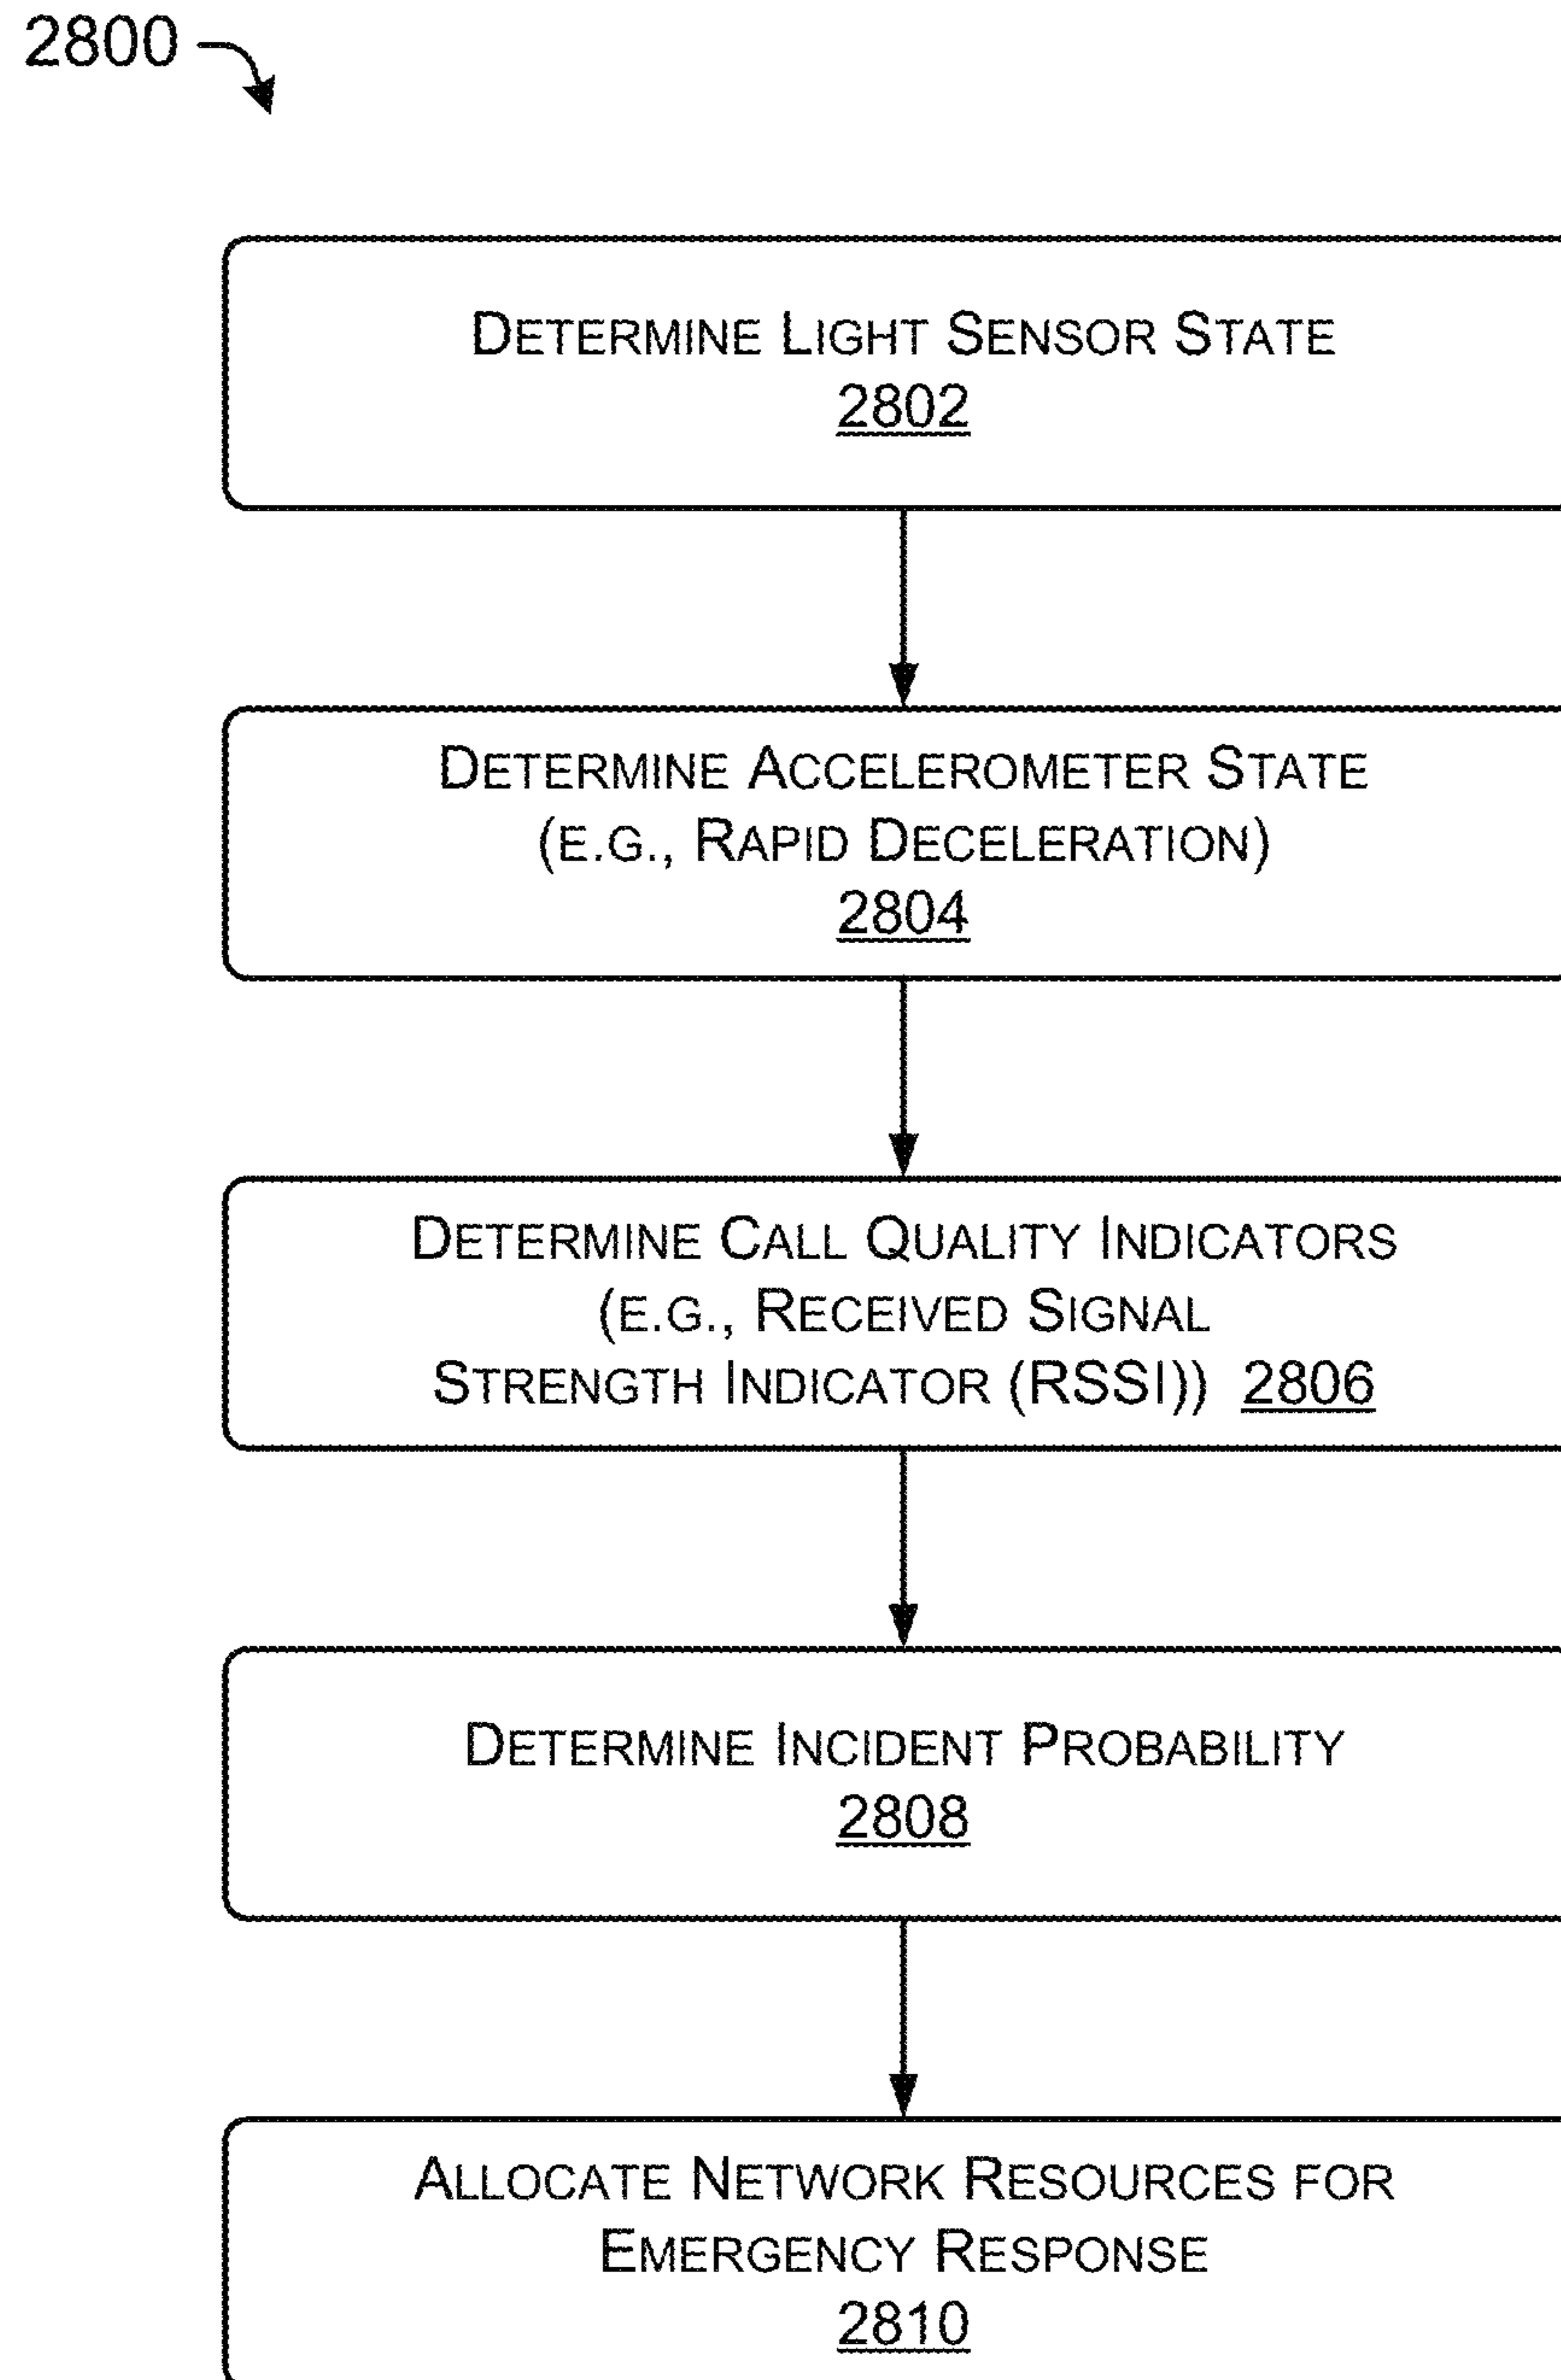 2800
DETERMINE LIGHT SENSOR STATE
2802
DETERMINE ACCELEROMETER STATE
(E.G., RAPID DECELERATION)
2804
DETERMINE CALL QUALITY INDICATORS
(E.G., RECEIVED SIGNAL
STRENGTH INDICATOR (RSSI)) 2806
DETERMINE INCIDENT PROBABILITY
2808
ALLOCATE NETWORK RESOURCES FOR
EMERGENCY RESPONSE
2810